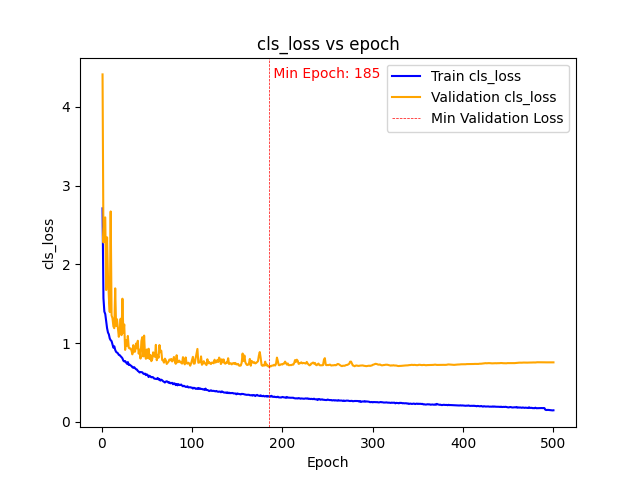 cls_loss vs epoch
Min Epoch: 185
Train cls_loss
Validation cls_loss
Min Validation Loss
4
3
2
1
0
cls_loss
0 100 200 300 400 500
Epoch